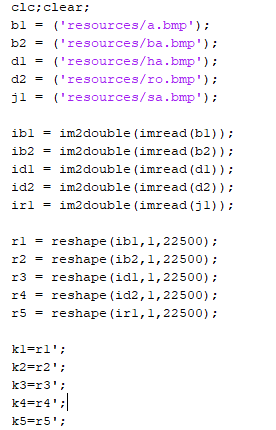 clc;clear;
b1 = ('resources/a.bmp');
b2 = ('resources/ba.bmp');
d1 = ('resources/ha.bmp');
d2 = ('resources/ro.bmp');
j1 = ('resources/sa.bmp');
ib1 = im2double(imread(b1));
ib2 = im2double(imread(b2));
id1 = im2double(imread(d1));
id2 = im2double(imread(d2));
ir1 = im2double(imread(j1));
r1 = reshape(ib1,1,22500);
r2 = reshape(ib2,1,22500);
r3 = reshape(id1,1,22500);
r4 = reshape(id2,1,22500);
r5 = reshape(ir1,1,22500);
k1=r1';
k2=r2';
k3=r3';
k4=r4';
k5=r5';